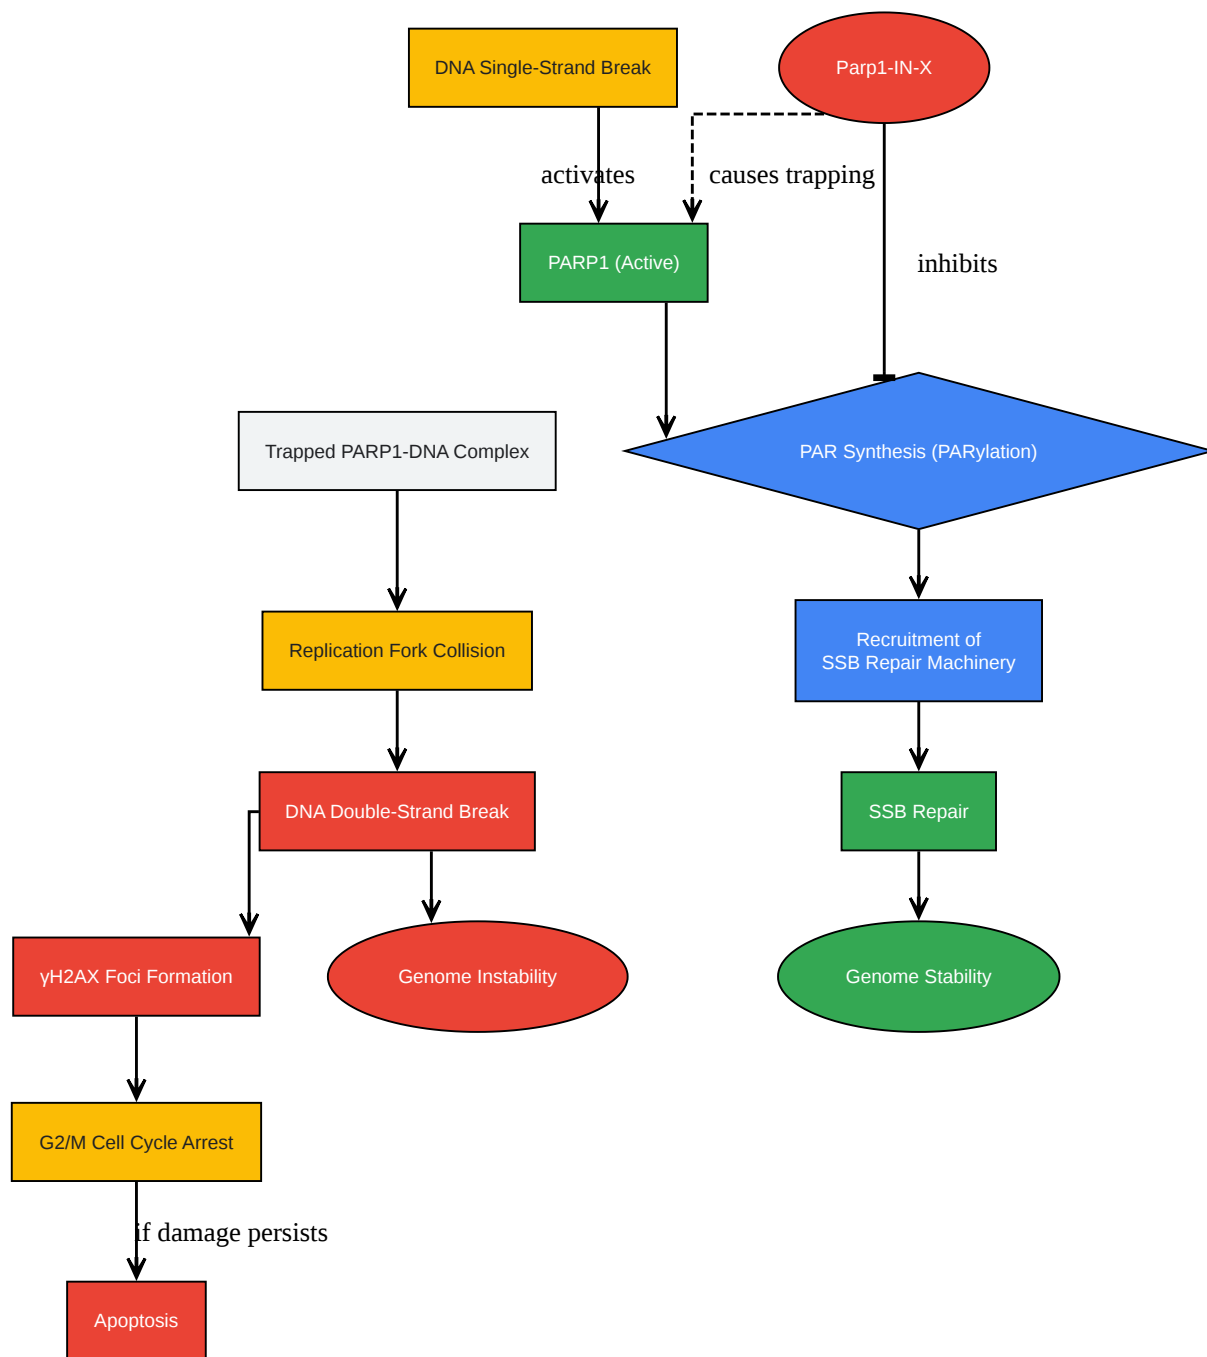 DNA Single-Strand Break
Parp1-IN-X
activates
causes trapping
PARP1 (Active)
inhibits
Trapped PARP1-DNA Complex
PAR Synthesis (PARylation)
Replication Fork Collision
Recruitment of
SSB Repair Machinery
DNA Double-Strand Break
SSB Repair
γH2AX Foci Formation
Genome Instability
Genome Stability
G2/M Cell Cycle Arrest
if damage persists
Apoptosis